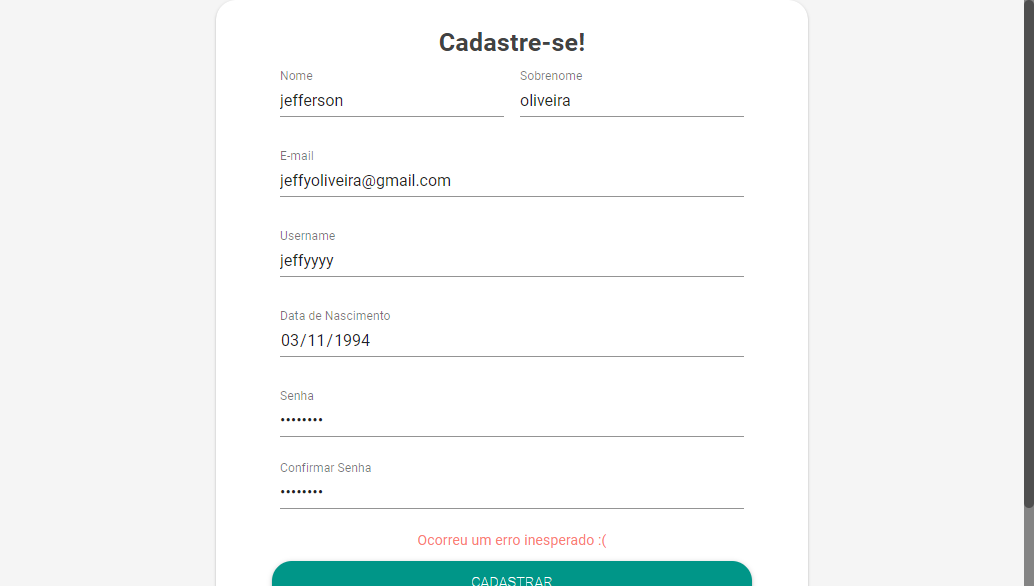 Cadastre-se!
Nome Sobrenome
jefferson oliveira
E-mail
jeffyoliveira@gmail.com
Username
jeffyyyy
Data de Nascimento
03/11/1994
Senha
••••••••
Confirmar Senha
••••••••
Ocorreu um erro inesperado :(
CADASTRAR